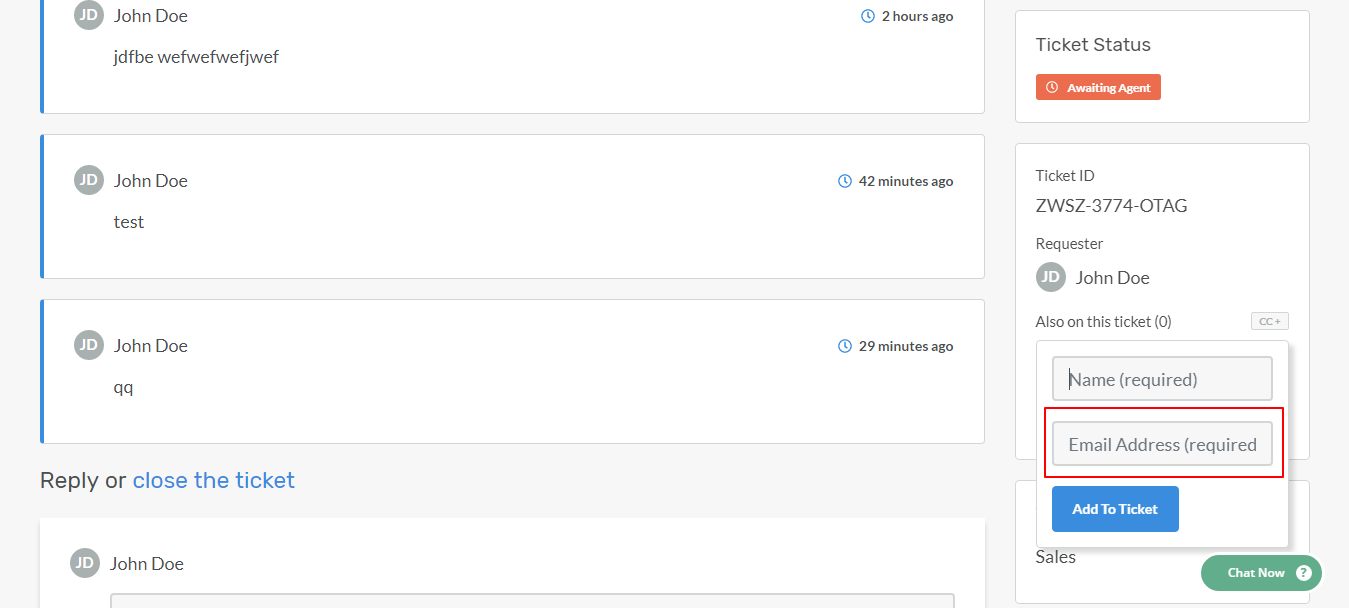 JD John Doe 2 hours ago
jdfbe wefwefwefjwef
JD John Doe 42 minutes ago
test
JD John Doe 29 minutes ago
qq
Reply or close the ticket
JD John Doe
Ticket Status
Awaiting Agent
Ticket ID
ZWSZ-3774-OTAG
Requester
JD John Doe
Also on this ticket (0) CC +
Name (required)
Email Address (required
Add To Ticket
Sales
Chat Now ?